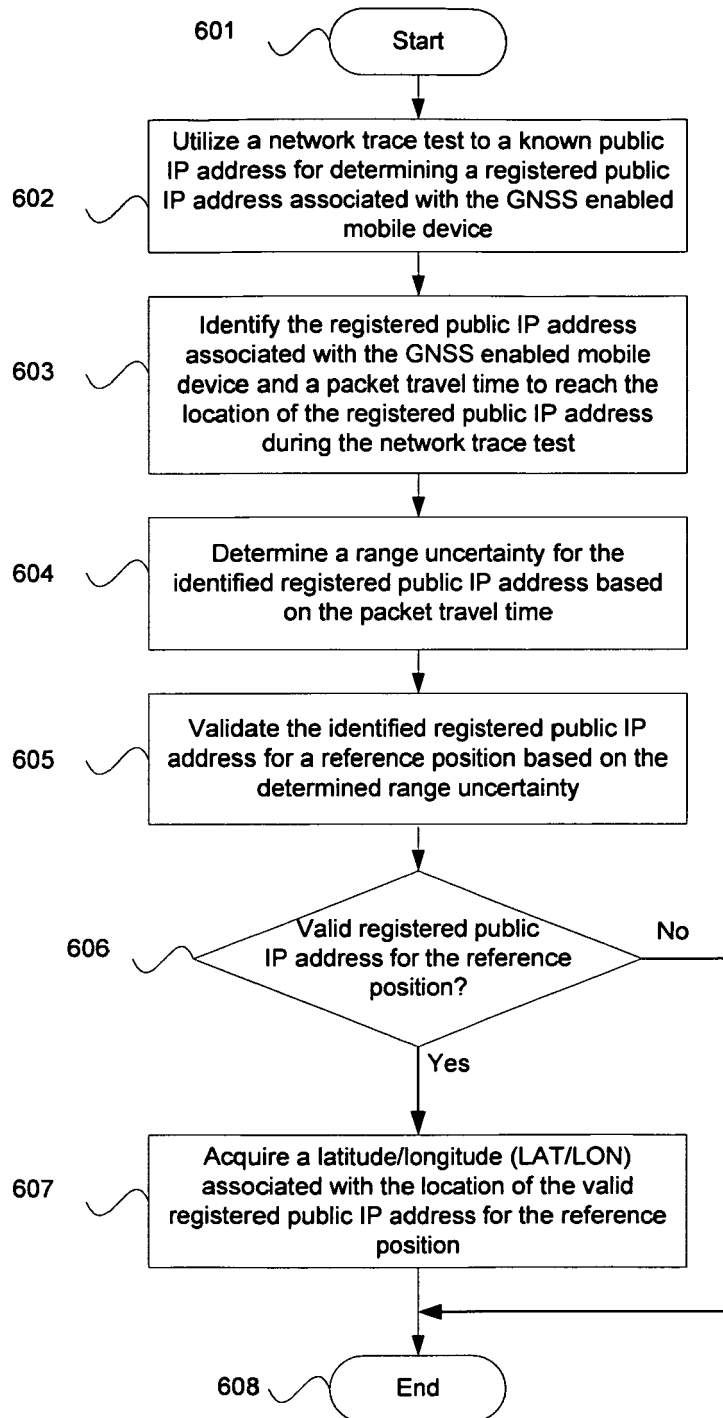 601
Start
602
Utilize a network trace test to a known public
IP address for determining a registered public
IP address associated with the GNSS enabled
mobile device
603
Identify the registered public IP address
associated with the GNSS enabled mobile
device and a packet travel time to reach the
location of the registered public IP address
during the network trace test
604
Determine a range uncertainty for the
identified registered public IP address based
on the packet travel time
605
Validate the identified registered public IP
address for a reference position based on the
determined range uncertainty
606
Valid registered public
IP address for the reference
position?
No
Yes
607
Acquire a latitude/longitude (LAT/LON)
associated with the location of the valid
registered public IP address for the reference
position
608
End